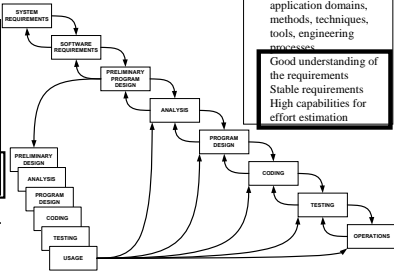 SYSTEM
REQUIREMENTS
SOFTWARE
REQUIREMENTS
PRELIMINARY
PROGRAM
DESIGN
ANALYSIS
PROGRAM
DESIGN
CODING
TESTING
OPERATIONS
PRELIMINARY
DESIGN
ANALYSIS
PROGRAM
DESIGN
CODING
TESTING
USAGE
application domains,
methods, techniques,
tools, engineering
processes
Good understanding of
the requirements
Stable requirements
High capabilities for
effort estimation